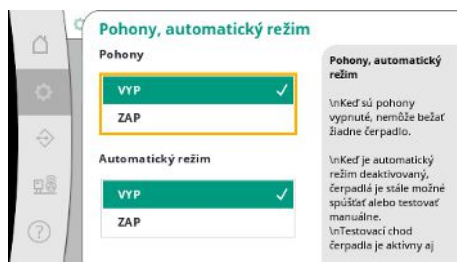 Pohony, automatický režim
Pohony
VYP
ZAP
Automatický režim
VYP
ZAP
Pohony, automatický
režim
\nKeď sú pohony
vypnuté, nemôže bežať
žiadne čerpadlo.
\nKeď je automatický
režim deaktivovaný,
čerpadlá je stále možné
spúšťať alebo testovať
manuálne.
\nTestovací chod
čerpadla je aktívny aj